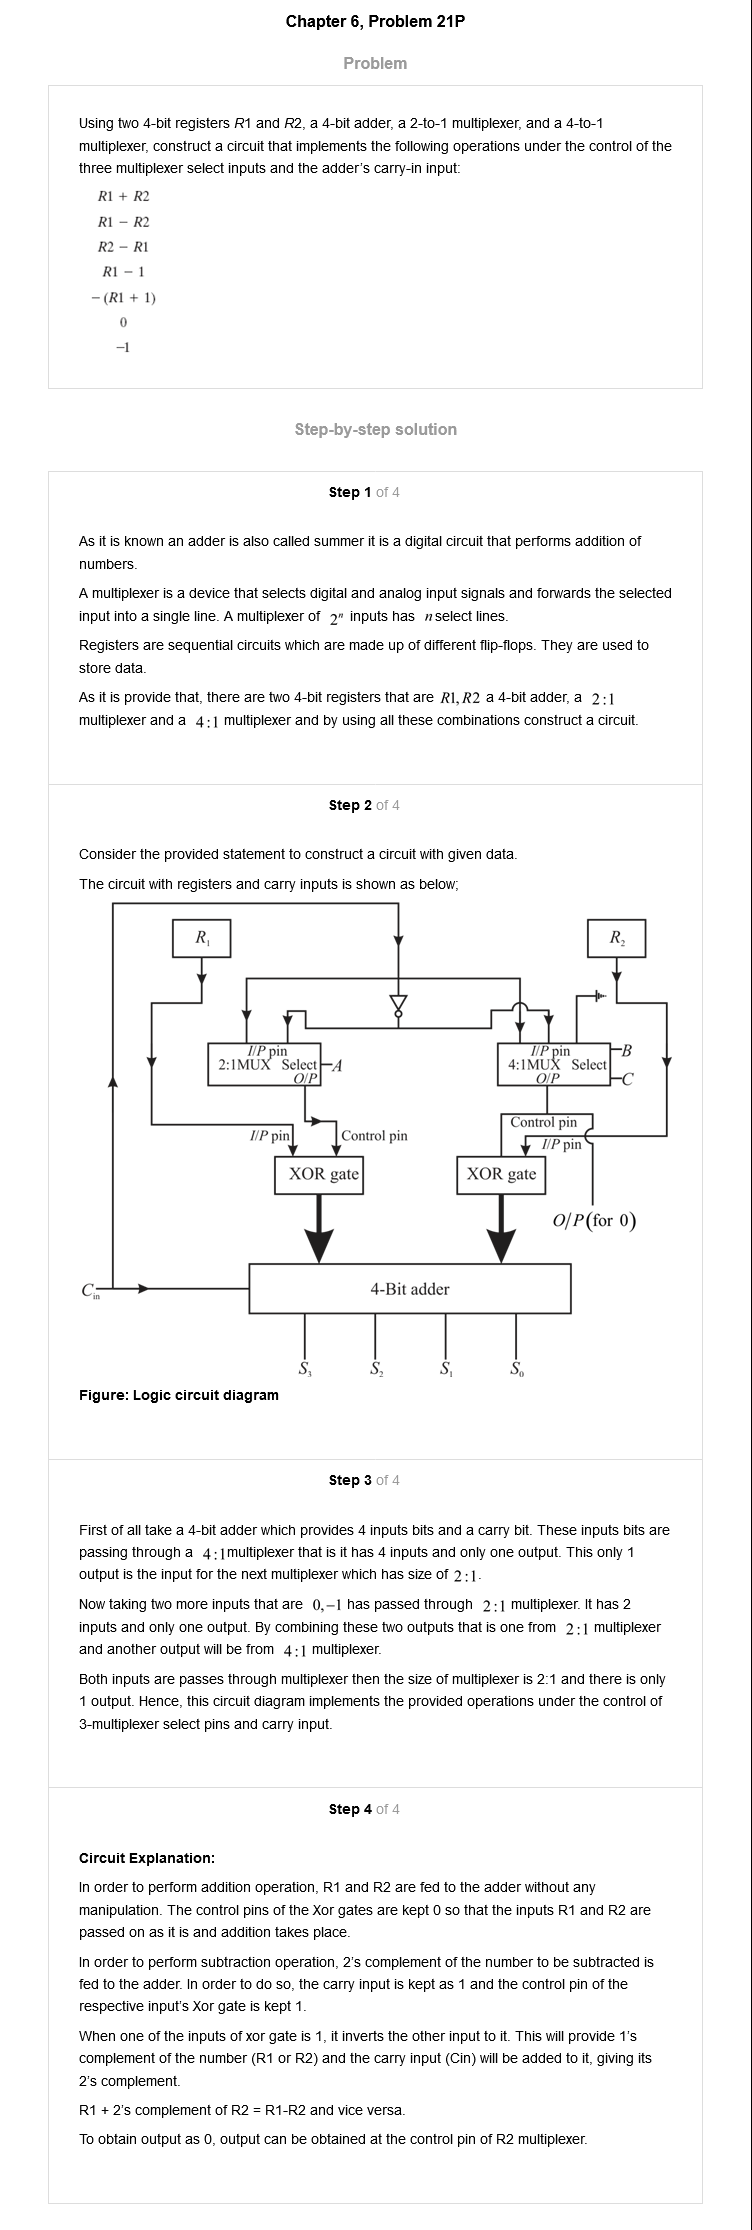 Chapter 6, Problem 21P
Problem
Using two 4-bit registers R1 and R2, a 4-bit adder, a 2-to-1 multiplexer, and a 4-to-1
multiplexer, construct a circuit that implements the following operations under the control of the
three multiplexer select inputs and the adder's carry-in input:
R1 + R2
R1 − R2
R2 − R1
R1 − 1
−(R1 + 1)
0
−1
Step-by-step solution
Step 1 of 4
As it is known an adder is also called summer it is a digital circuit that performs addition of
numbers.
A multiplexer is a device that selects digital and analog input signals and forwards the selected
input into a single line. A multiplexer of 2ⁿ inputs has n select lines.
Registers are sequential circuits which are made up of different flip-flops. They are used to
store data.
As it is provide that, there are two 4-bit registers that are R1, R2 a 4-bit adder, a 2:1
multiplexer and a 4:1 multiplexer and by using all these combinations construct a circuit.
Step 2 of 4
Consider the provided statement to construct a circuit with given data.
The circuit with registers and carry inputs is shown as below;
R₁ R₂
I/P pin I/P pin B
2:1MUX Select A 4:1MUX Select
O/P O/P C
Control pin
I/P pin Control pin I/P pin
XOR gate XOR gate
O/P(for 0)
Cᵢₙ 4-Bit adder
S₃ S₂ S₁ S₀
Figure: Logic circuit diagram
Step 3 of 4
First of all take a 4-bit adder which provides 4 inputs bits and a carry bit. These inputs bits are
passing through a 4:1multiplexer that is it has 4 inputs and only one output. This only 1
output is the input for the next multiplexer which has size of 2:1.
Now taking two more inputs that are 0,−1 has passed through 2:1 multiplexer. It has 2
inputs and only one output. By combining these two outputs that is one from 2:1 multiplexer
and another output will be from 4:1 multiplexer.
Both inputs are passes through multiplexer then the size of multiplexer is 2:1 and there is only
1 output. Hence, this circuit diagram implements the provided operations under the control of
3-multiplexer select pins and carry input.
Step 4 of 4
Circuit Explanation:
In order to perform addition operation, R1 and R2 are fed to the adder without any
manipulation. The control pins of the Xor gates are kept 0 so that the inputs R1 and R2 are
passed on as it is and addition takes place.
In order to perform subtraction operation, 2's complement of the number to be subtracted is
fed to the adder. In order to do so, the carry input is kept as 1 and the control pin of the
respective input's Xor gate is kept 1.
When one of the inputs of xor gate is 1, it inverts the other input to it. This will provide 1's
complement of the number (R1 or R2) and the carry input (Cin) will be added to it, giving its
2's complement.
R1 + 2's complement of R2 = R1-R2 and vice versa.
To obtain output as 0, output can be obtained at the control pin of R2 multiplexer.